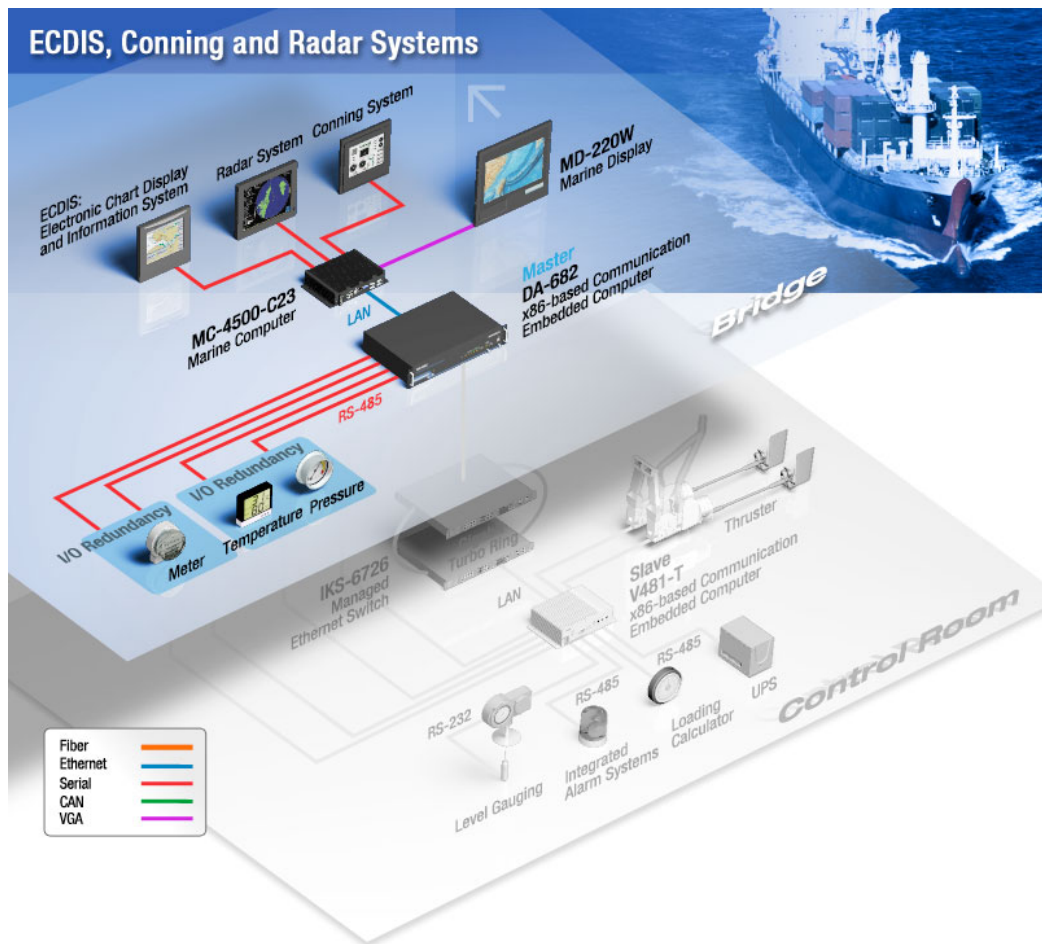 ECDIS, Conning and Radar Systems
Conning System
Radar System
ECDIS:
Electronic Chart Display
and Information System
MD-220W
Marine Display
Master
DA-682
x86-based Communication
Embedded Computer
MC-4500-C23
Marine Computer
LAN
Bridge
RS-485
I/O Redundancy
I/O Redundancy
Meter
Temperature
Pressure
Thruster
Turbo Ring
IKS-6726
Managed
Ethernet Switch
LAN
Slave
V481-T
x86-based Communication
Embedded Computer
Control Room
RS-232
RS-485
RS-485
UPS
Loading
Calculator
Integrated
Alarm Systems
Level Gauging
Fiber
Ethernet
Serial
CAN
VGA